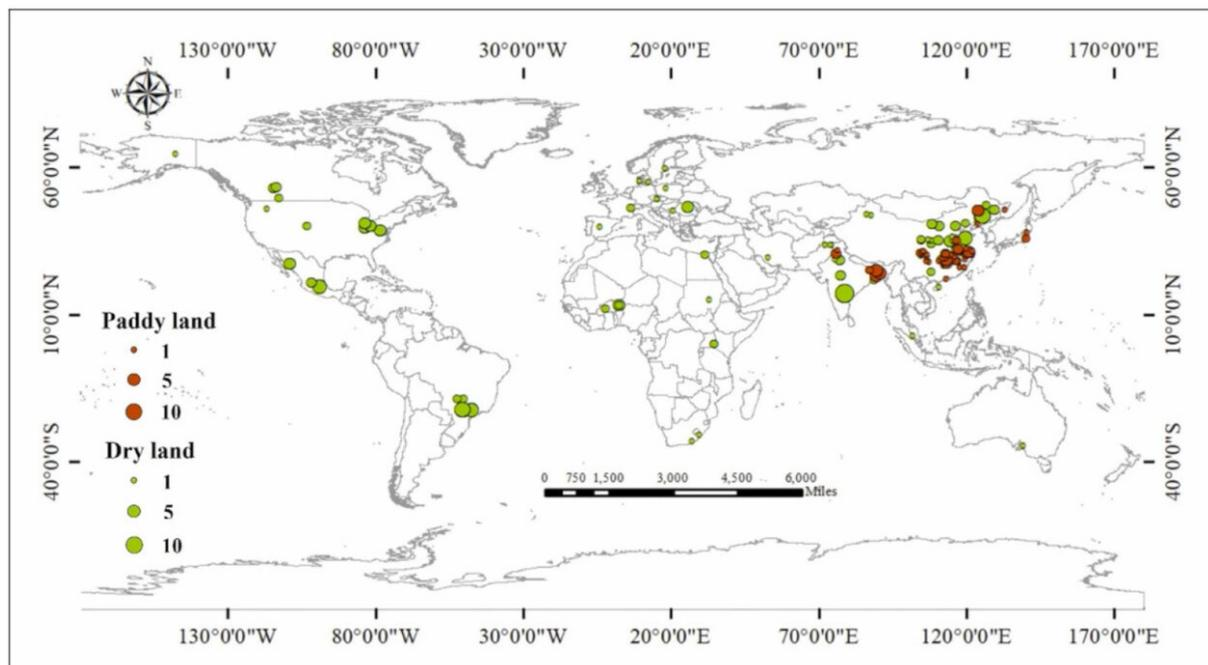 130°0'0"W 80°0'0"W 30°0'0"W 20°0'0"E 70°0'0"E 120°0'0"E 170°0'0"E
N
W E
S
60°0'0"N 60°0'0"N
10°0'0"N 10°0'0"N
Paddy land
1
5
10
Dry land
1
5
10
40°0'0"S 40°0'0"S
0 750 1,500 3,000 4,500 6,000
Miles
130°0'0"W 80°0'0"W 30°0'0"W 20°0'0"E 70°0'0"E 120°0'0"E 170°0'0"E